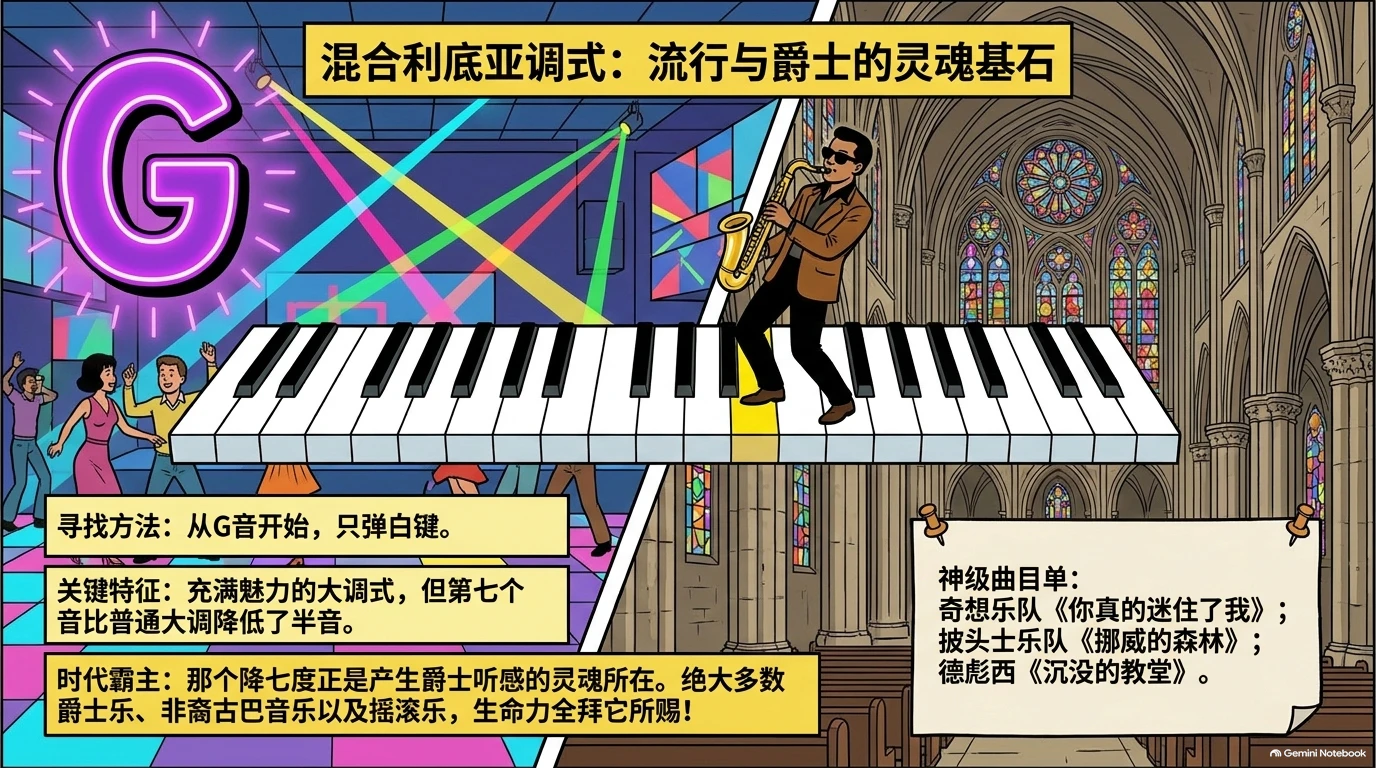 混合利底亚调式：流行与爵士的灵魂基石
G
寻找方法：从G音开始，只弹白键。
关键特征：充满魅力的大调式，但第七个
音比普通大调降低了半音。
时代霸主：那个降七度正是产生爵士听感的灵魂所在。绝大多数
爵士乐、非裔古巴音乐以及摇滚乐，生命力全拜它所赐！
神级曲目单：
奇想乐队《你真的迷住了我》；
披头士乐队《挪威的森林》；
德彪西《沉没的教堂》。
Gemini Notebook